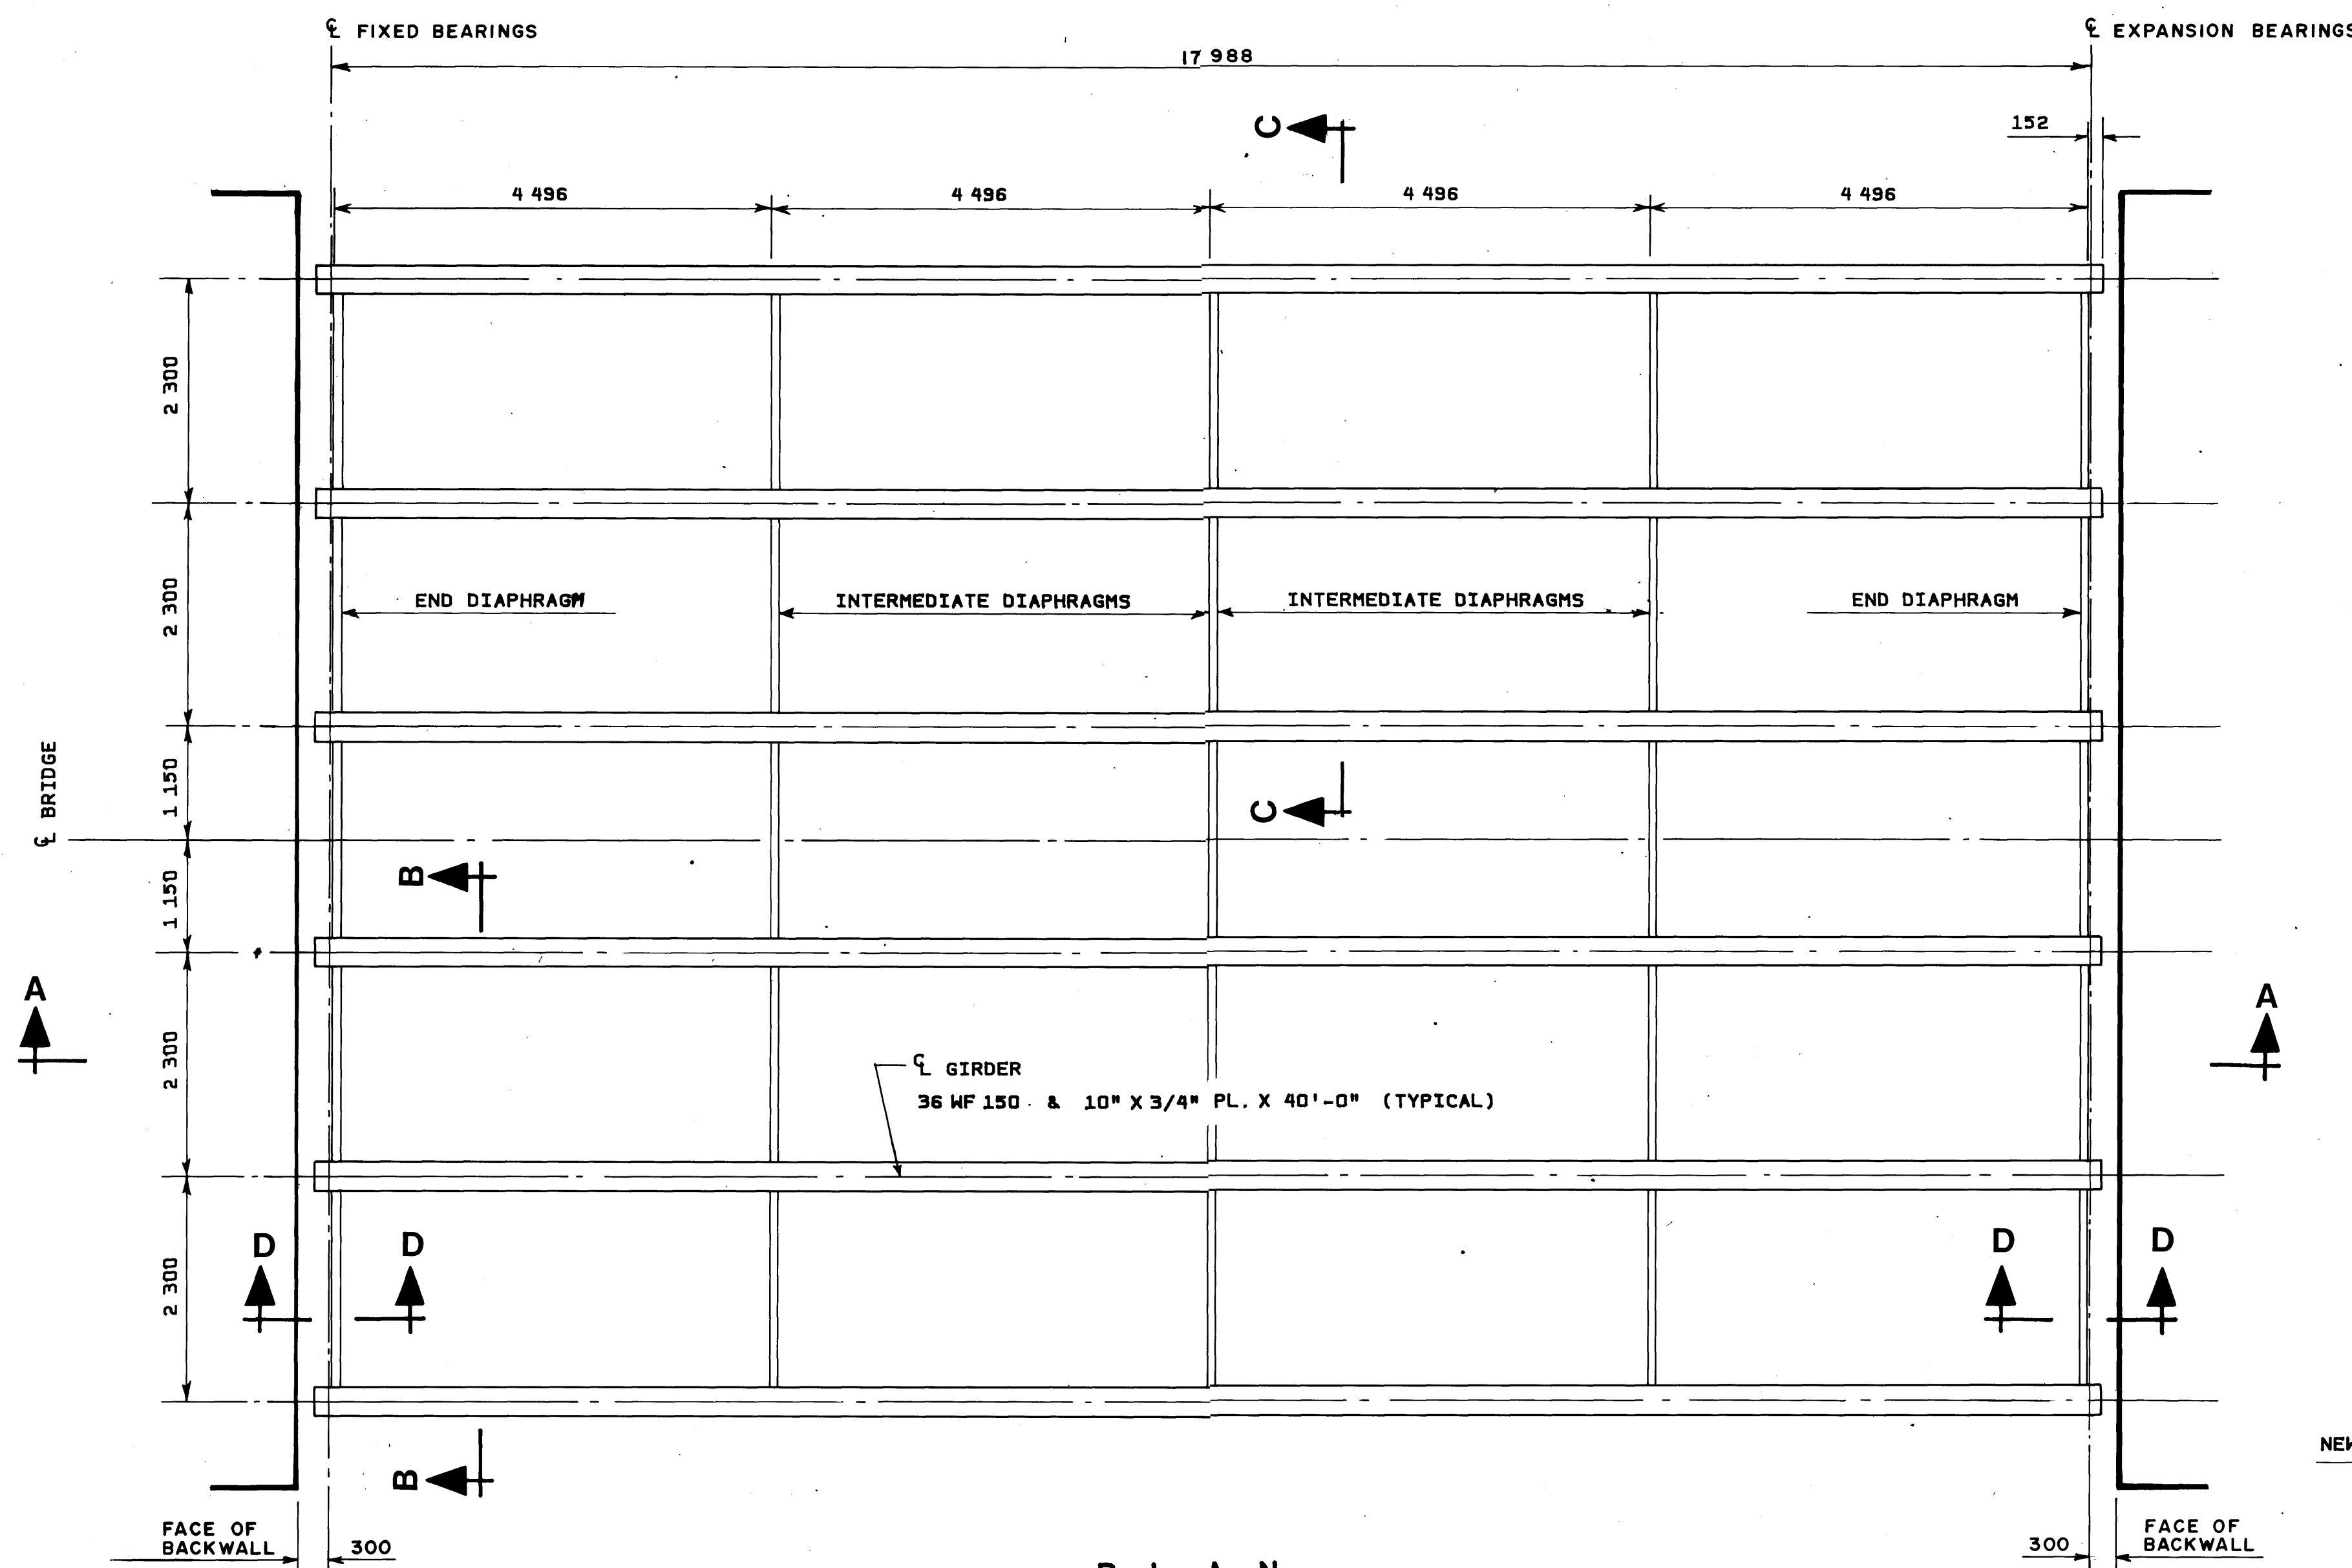 ℄ FIXED BEARINGS
℄ EXPANSION BEARINGS
17 988
C
152
4 496
4 496
4 496
4 496
2 300
2 300
END DIAPHRAGM
INTERMEDIATE DIAPHRAGMS
INTERMEDIATE DIAPHRAGMS
END DIAPHRAGM
℄ BRIDGE
1 150
C
1 150
B
A
A
2 300
℄ GIRDER
36 WF 150 & 10" X 3/4" PL. X 40'-0" (TYPICAL)
D
D
D
D
2 300
B
FACE OF
BACKWALL
300
300
FACE OF
BACKWALL
PLAN